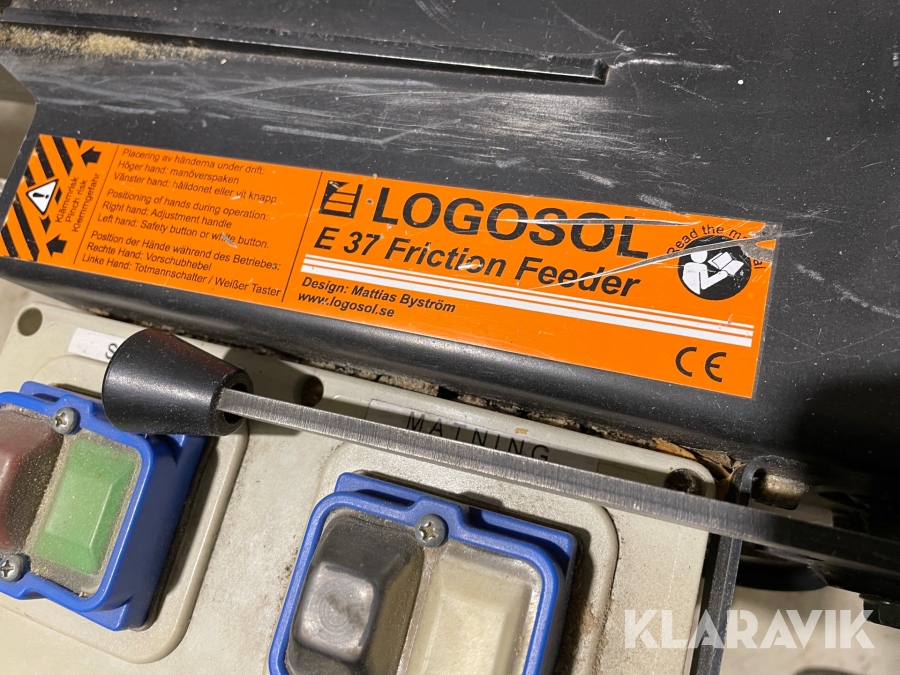 Klämmrisk
Pinch risk
Klemmgefahr
Placering av händerna under drift:
Höger hand: manöverspaken
Vänster hand: hålldonet eller vit knapp
Positioning of hands during operation:
Right hand: Adjustment handle
Left hand: Safety button or white button.
Position der Hände während des Betriebes:
Rechte Hand: Vorschubhebel
Linke Hand: Totmannschalter / Weißer Taster
LOGOSOL
E 37 Friction Feeder
Design: Mattias Byström
www.logosol.se
Read the
CE
S
MATNING
KLARAVIK